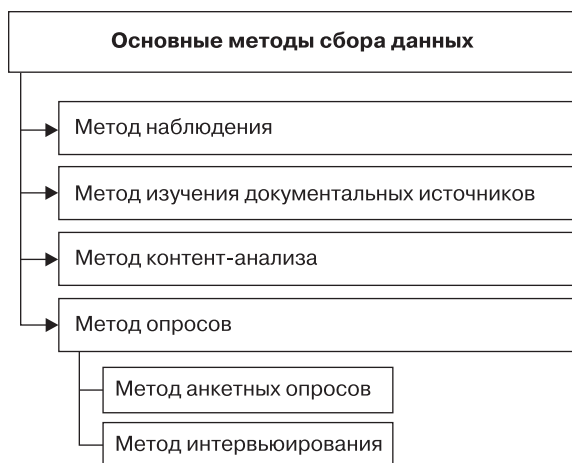 Основные методы сбора данных
Метод наблюдения
Метод изучения документальных источников
Метод контент-анализа
Метод опросов
Метод анкетных опросов
Метод интервьюирования